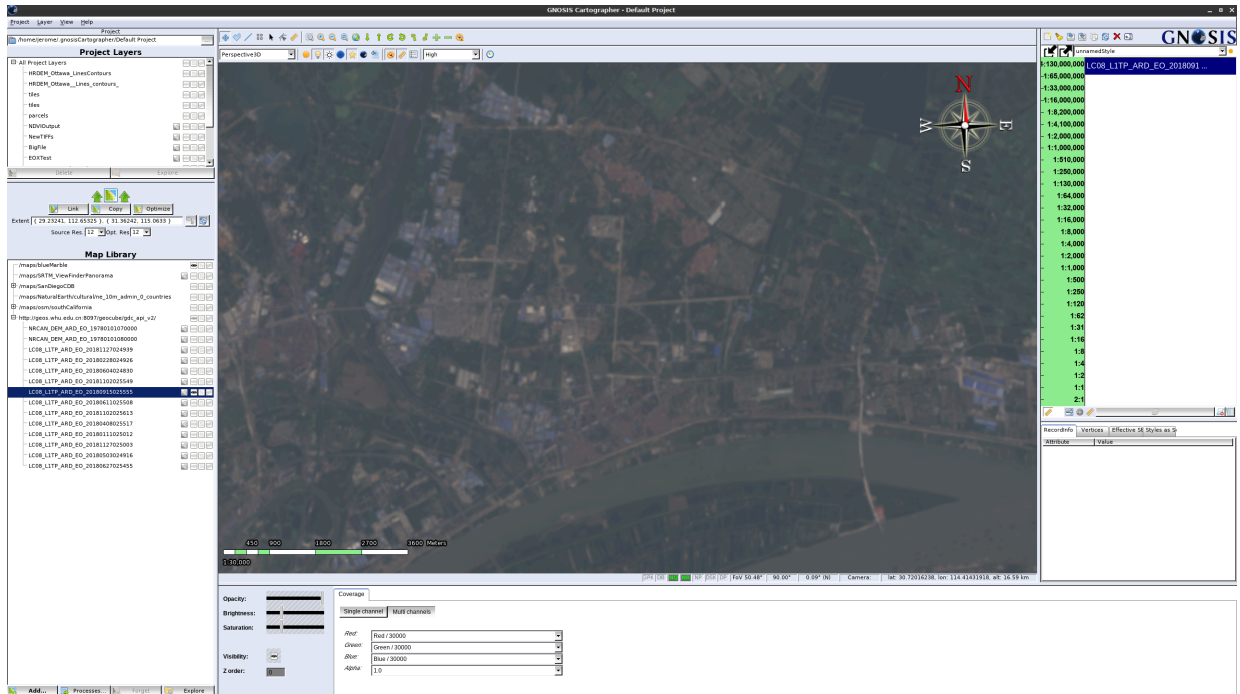 GNOSIS Cartographer - Default Project
Project Layer View Help
Project
/home/jerome/.gnosisCartographer/Default Project
Project Layers
All Project Layers
HRDEM_Ottawa_LinesContours
HRDEM_Ottawa__Lines_contours_
tiles
tiles
parcels
NDVIOutput
NewTIFFs
BigFile
EOXTest
Delete Explore
Link Copy Optimize
Extent { 29.23241, 112.65325 }, { 31.36242, 115.0633 }
Source Res. 12 Opt. Res 12
Map Library
/maps/blueMarble
/maps/SRTM_ViewFinderPanorama
/maps/SanDiegoCDB
/maps/NaturalEarth/cultural/ne_10m_admin_0_countries
/maps/osm/southCalifornia
http://geos.whu.edu.cn:8097/geocube/gdc_api_v2/
NRCAN_DEM_ARD_EO_19780101070000
NRCAN_DEM_ARD_EO_19780101080000
LC08_L1TP_ARD_EO_20181127024939
LC08_L1TP_ARD_EO_20180228024926
LC08_L1TP_ARD_EO_20180604024830
LC08_L1TP_ARD_EO_20181102025549
LC08_L1TP_ARD_EO_20180915025555
LC08_L1TP_ARD_EO_20180611025508
LC08_L1TP_ARD_EO_20181102025613
LC08_L1TP_ARD_EO_20180408025517
LC08_L1TP_ARD_EO_20180111025012
LC08_L1TP_ARD_EO_20181127025003
LC08_L1TP_ARD_EO_20180503024916
LC08_L1TP_ARD_EO_20180627025455
Add... Processes... Forget Explore
Perspective3D High
N
W E
S
450 900 1800 2700 3600 Meters
1:30,000
FoV 50.48° 90.00° 0.09° (N) Camera: lat: 30.72016238, lon: 114.41431918, alt: 16.59 km
Opacity:
Brightness:
Saturation:
Visibility:
Z order: 0
Coverage
Single channel Multi channels
Red: Red / 30000
Green: Green / 30000
Blue: Blue / 30000
Alpha: 1.0
GNOSIS
unnamedStyle
1:130,000,000
LC08_L1TP_ARD_EO_2018091 ...
1:65,000,000
1:33,000,000
1:16,000,000
1:8,200,000
1:4,100,000
1:2,000,000
1:1,000,000
1:510,000
1:250,000
1:130,000
1:64,000
1:32,000
1:16,000
1:8,000
1:4,000
1:2,000
1:1,000
1:500
1:250
1:120
1:62
1:31
1:16
1:8
1:4
1:2
1:1
2:1
RecordInfo Vertices Effective St Styles as S
Attribute Value